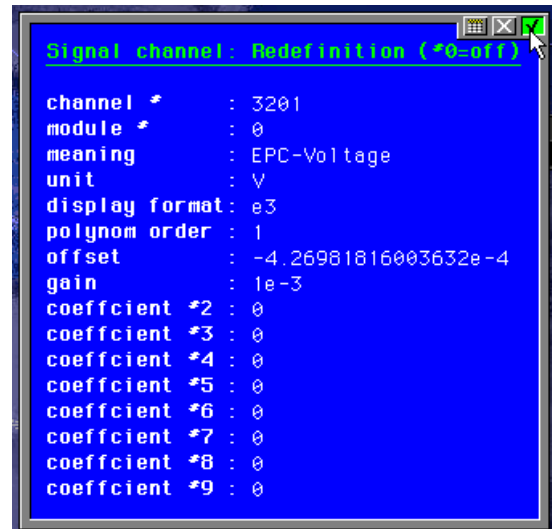 Signal channel: Redefinition (#0=off)
channel # : 3201
module # : 0
meaning : EPC-Voltage
unit : V
display format: e3
polynom order : 1
offset : -4.26981816003632e-4
gain : 1e-3
coeffcient #2 : 0
coeffcient #3 : 0
coeffcient #4 : 0
coeffcient #5 : 0
coeffcient #6 : 0
coeffcient #7 : 0
coeffcient #8 : 0
coeffcient #9 : 0